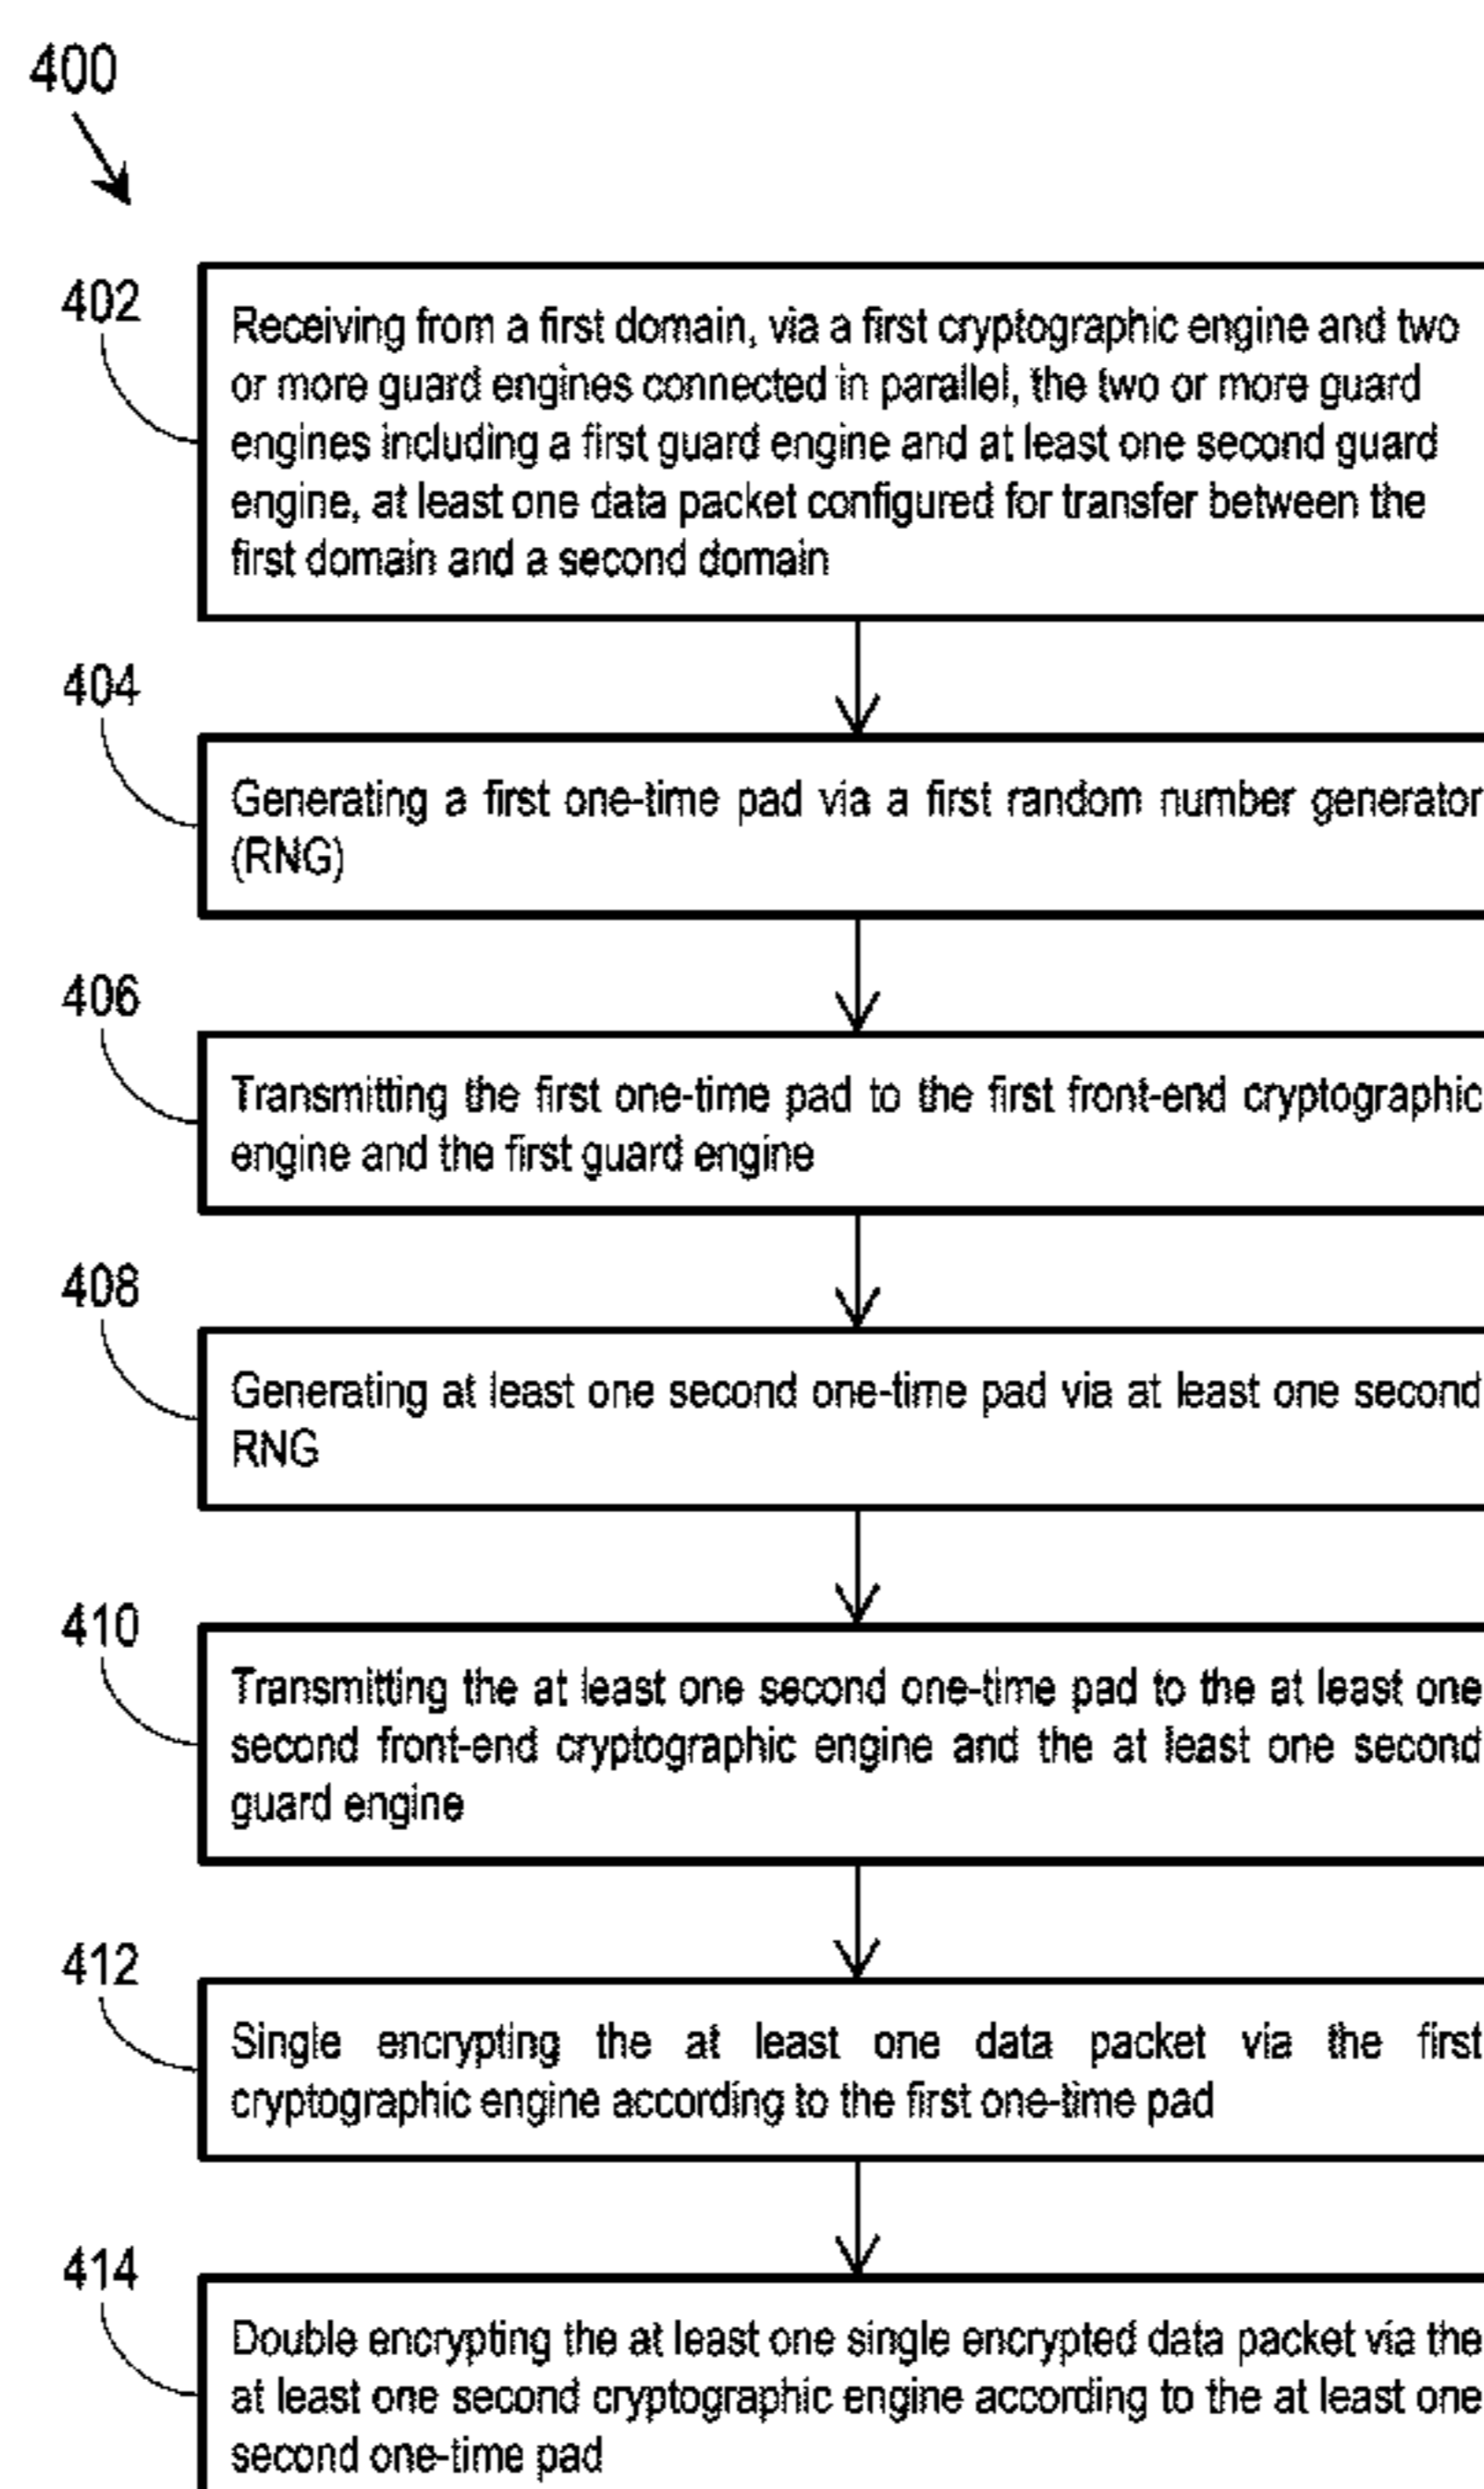 400
402
Receiving from a first domain, via a first cryptographic engine and two
or more guard engines connected in parallel, the two or more guard
engines including a first guard engine and at least one second guard
engine, at least one data packet configured for transfer between the
first domain and a second domain
404
Generating a first one-time pad via a first random number generator
(RNG)
406
Transmitting the first one-time pad to the first front-end cryptographic
engine and the first guard engine
408
Generating at least one second one-time pad via at least one second
RNG
410
Transmitting the at least one second one-time pad to the at least one
second front-end cryptographic engine and the at least one second
guard engine
412
Single encrypting the at least one data packet via the first
cryptographic engine according to the first one-time pad
414
Double encrypting the at least one single encrypted data packet via the
at least one second cryptographic engine according to the at least one
second one-time pad